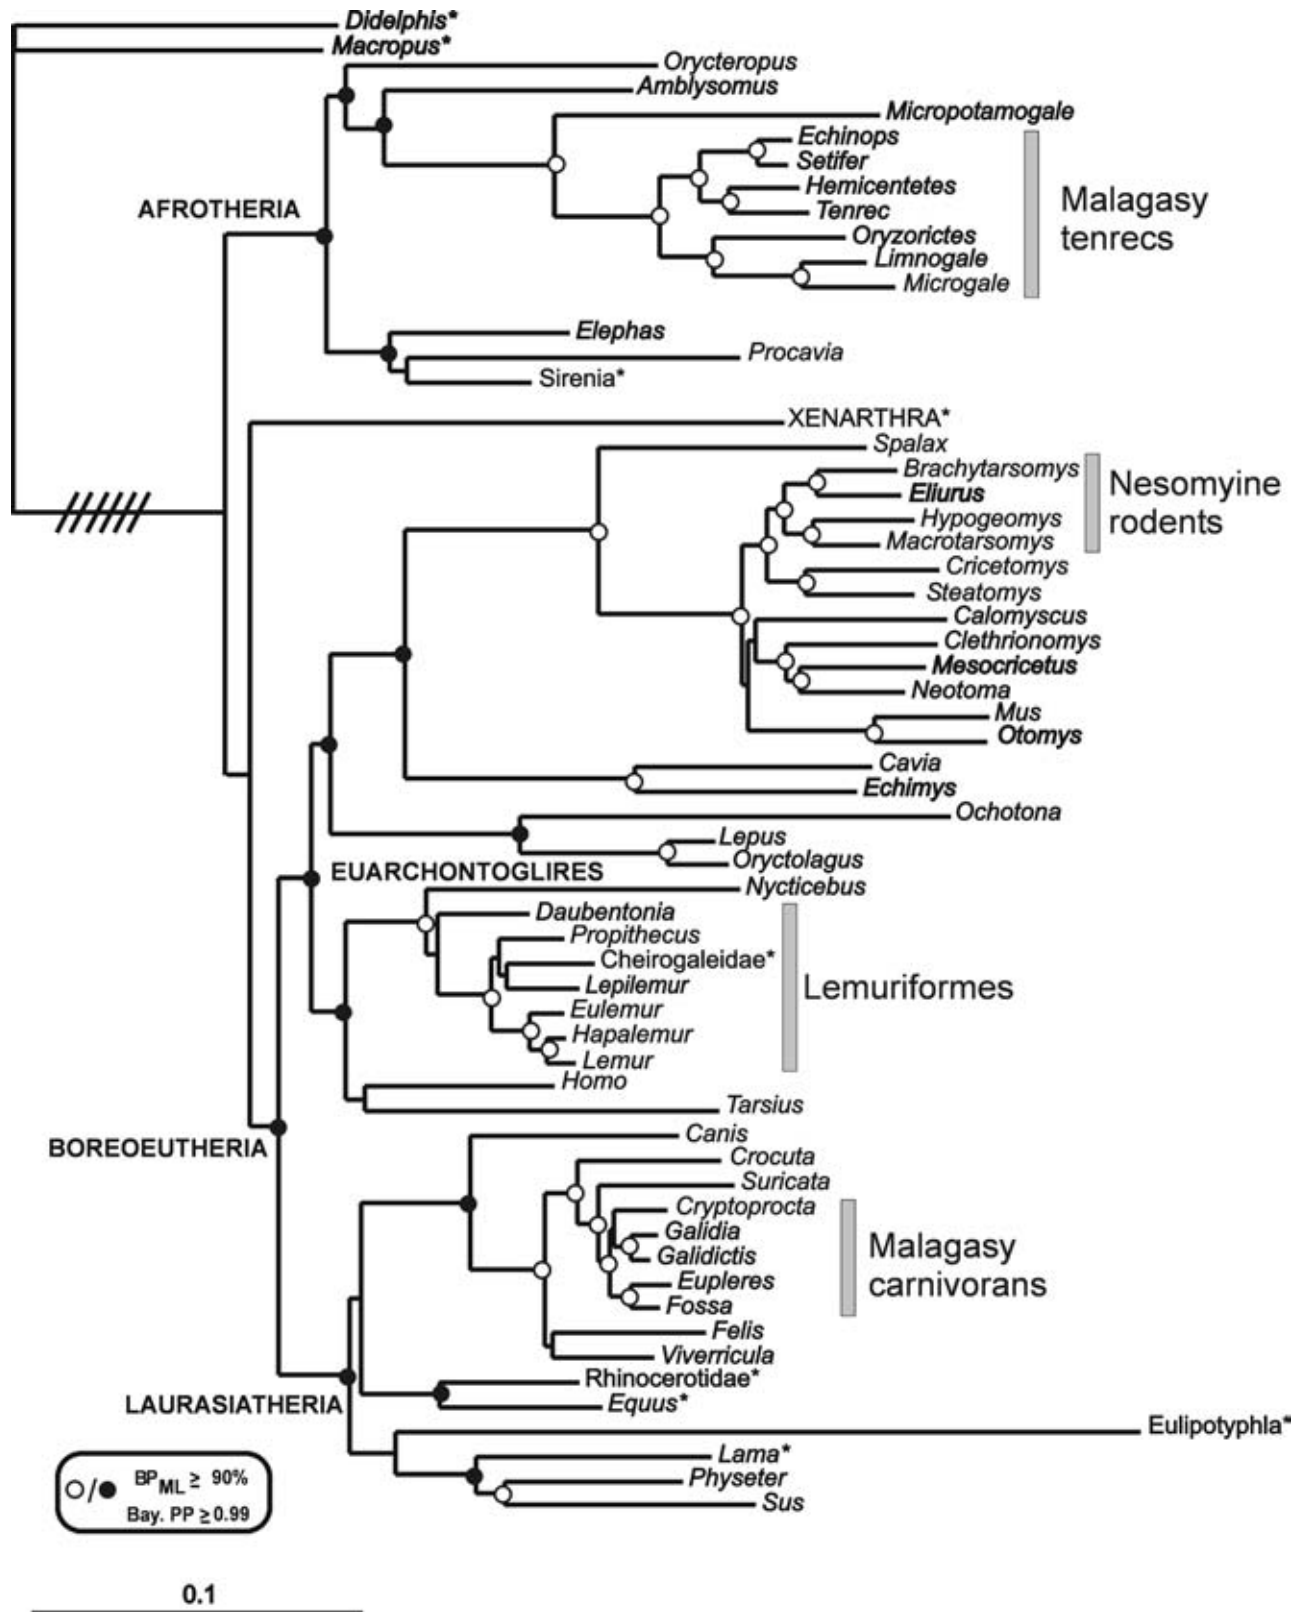 Didelphis*
Macropus*
Orycteropus
Amblysomus
Micropotamogale
Echinops
Setifer
Hemicentetes
Tenrec
Oryzorictes
Limnogale
Microgale
Malagasy
tenrecs
AFROTHERIA
Elephas
Procavia
Sirenia*
XENARTHRA*
Spalax
Brachytarsomys
Eliurus
Hypogeomys
Macrotarsomys
Nesomyine
rodents
Cricetomys
Steatomys
Calomyscus
Clethrionomys
Mesocricetus
Neotoma
Mus
Otomys
Cavia
Echimys
Ochotona
Lepus
Oryctolagus
EUARCHONTOGLIRES
Nycticebus
Daubentonia
Propithecus
Cheirogaleidae*
Lepilemur
Eulemur
Hapalemur
Lemur
Lemuriformes
Homo
Tarsius
BOREOEUTHERIA
Canis
Crocuta
Suricata
Cryptoprocta
Galidia
Galidictis
Eupleres
Fossa
Malagasy
carnivorans
Felis
Viverricula
Rhinocerotidae*
Equus*
LAURASIATHERIA
Eulipotyphla*
Lama*
Physeter
Sus
/ BP ML ≥ 90%
Bay. PP ≥ 0.99
0.1